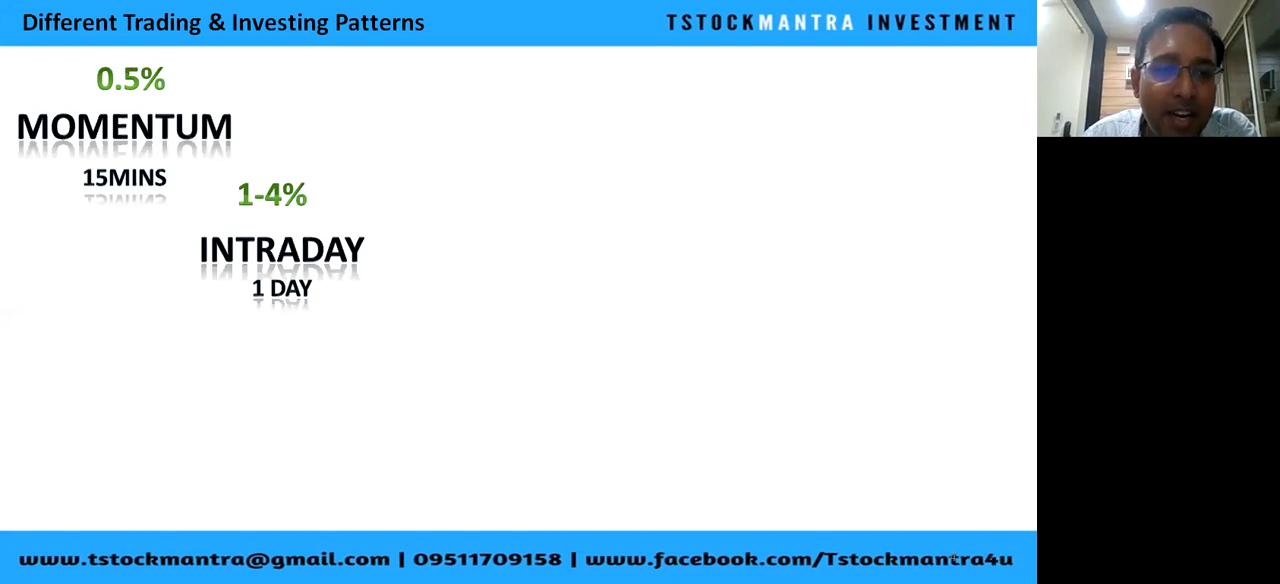 Different Trading & Investing Patterns
TSTOCKMANTRA INVESTMENT
0.5%
MOMENTUM
15MINS
1-4%
INTRADAY
1 DAY
www.tstockmantra@gmail.com | 09511709158 | www.facebook.com/Tstockmantra4u